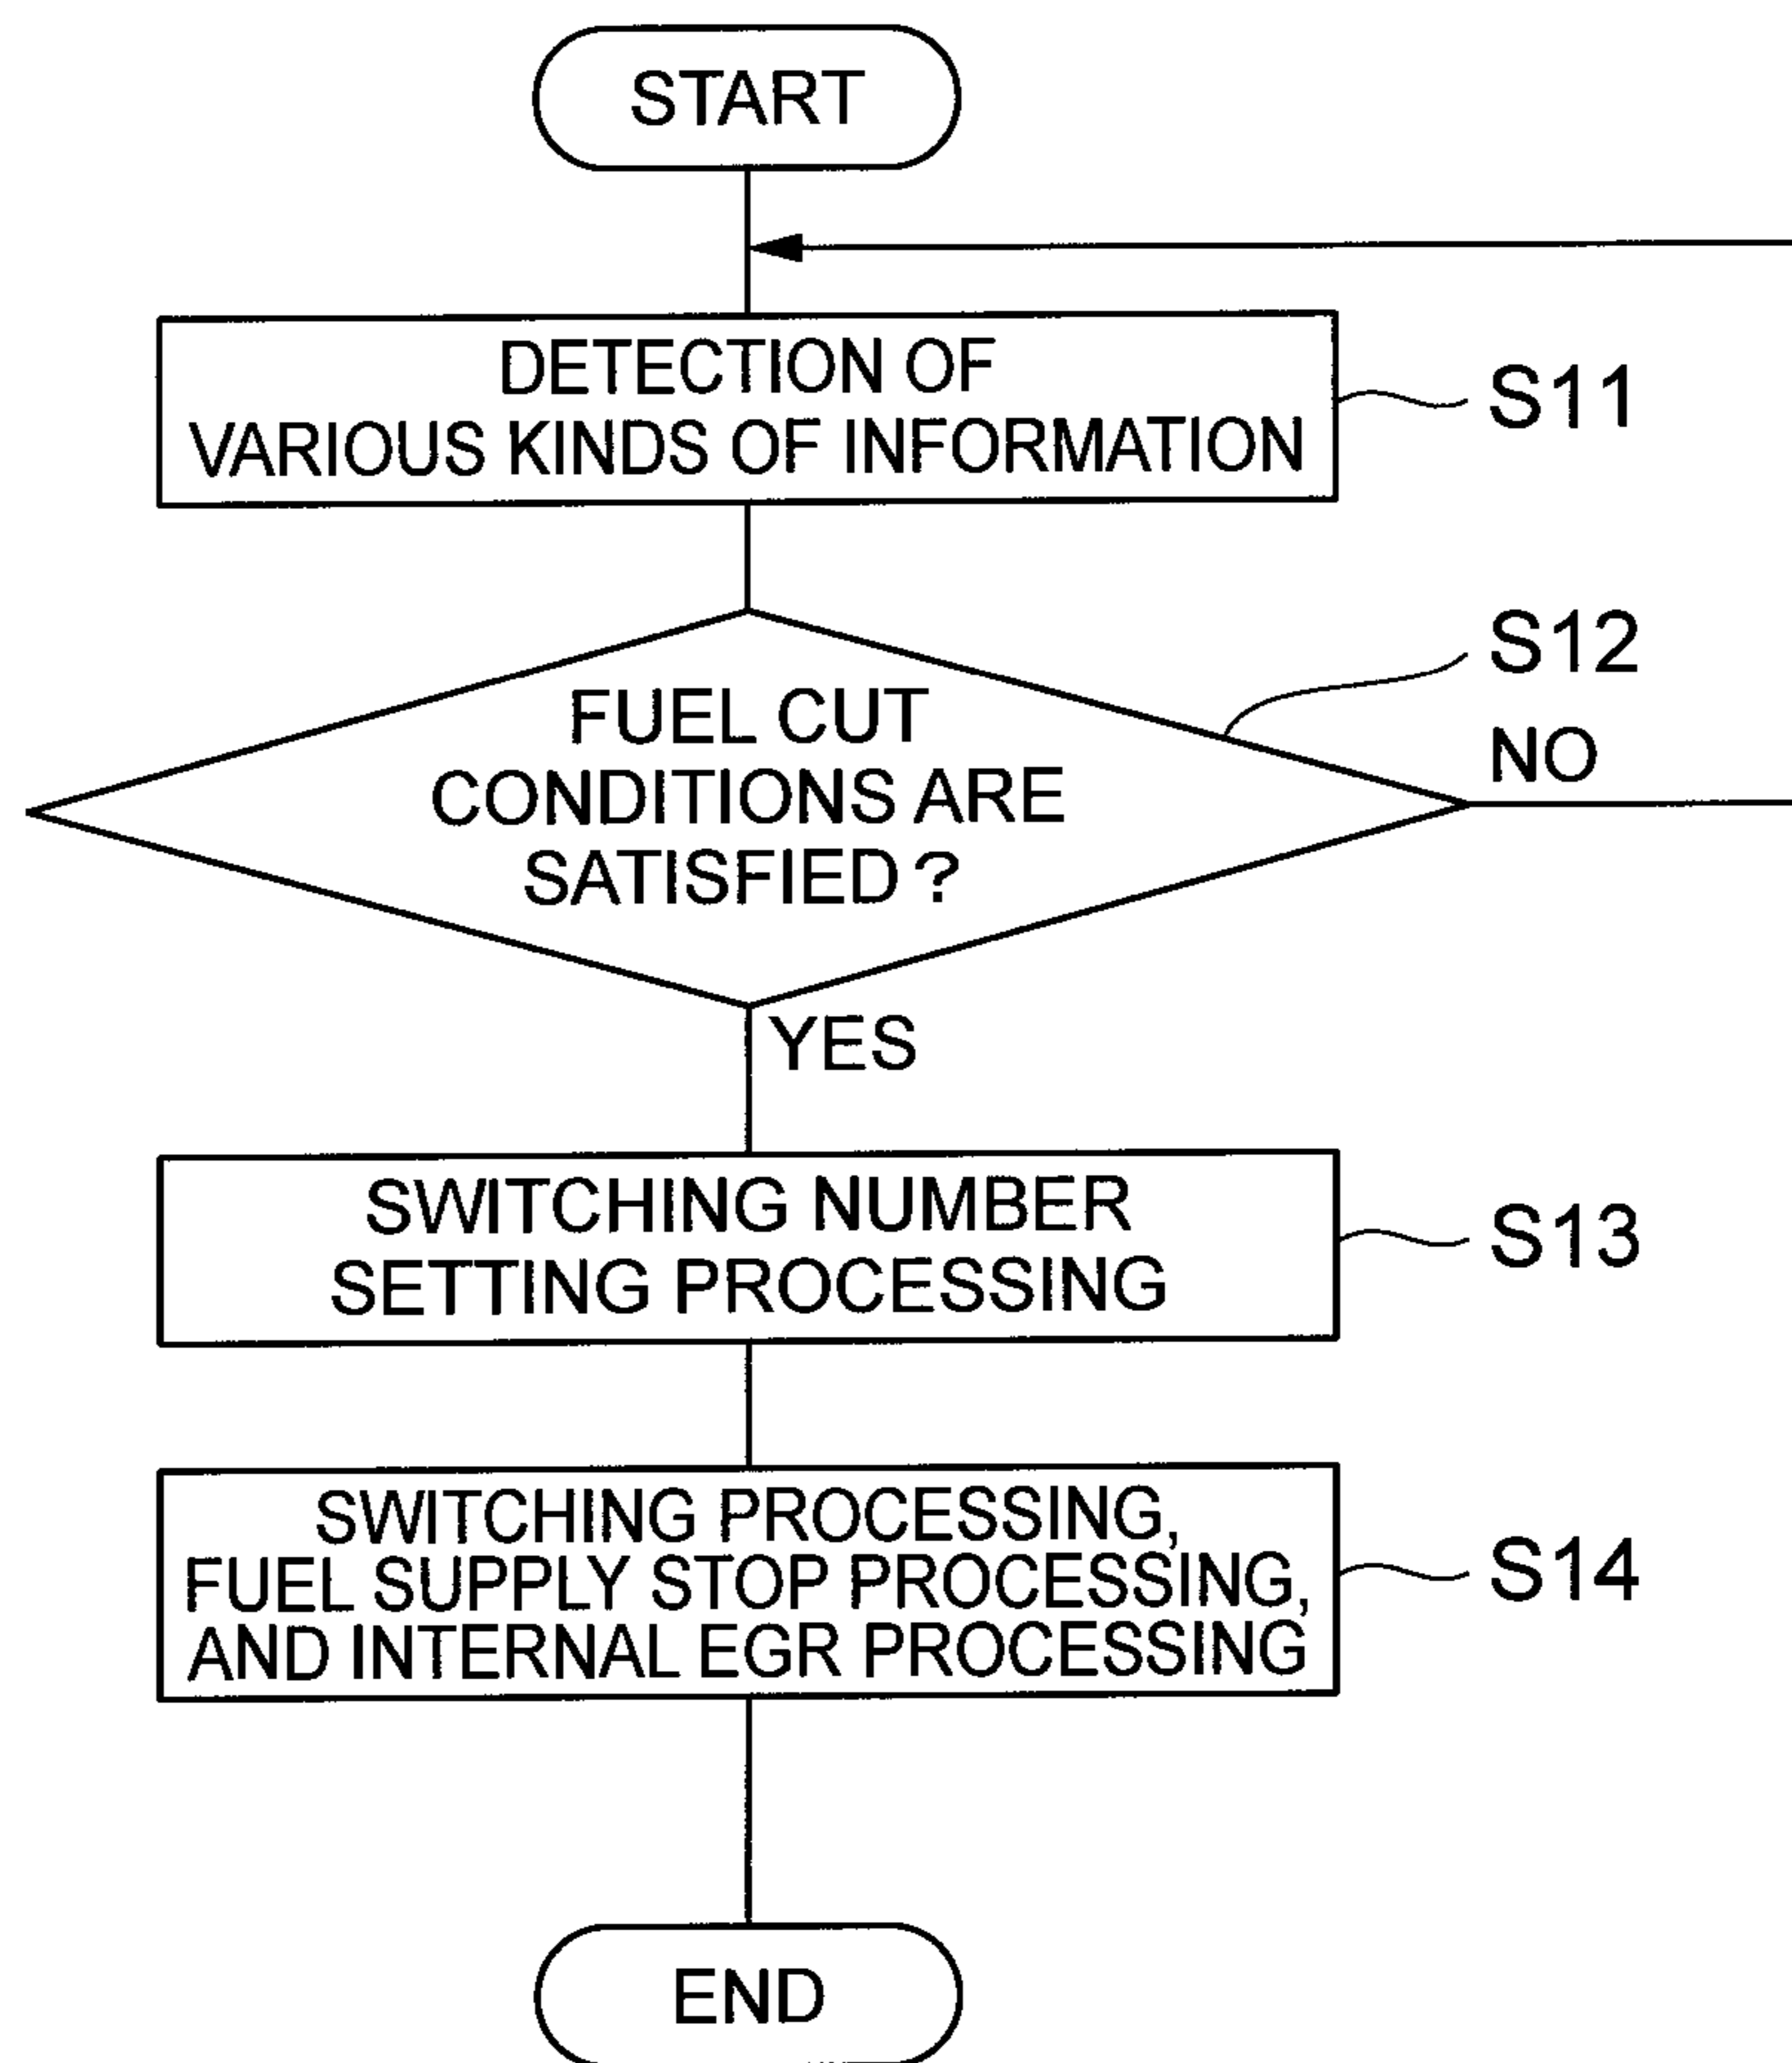 START
DETECTION OF
VARIOUS KINDS OF INFORMATION
S11
S12
FUEL CUT
CONDITIONS ARE
SATISFIED ?
NO
YES
SWITCHING NUMBER
SETTING PROCESSING
S13
SWITCHING PROCESSING,
FUEL SUPPLY STOP PROCESSING,
AND INTERNAL EGR PROCESSING
S14
END